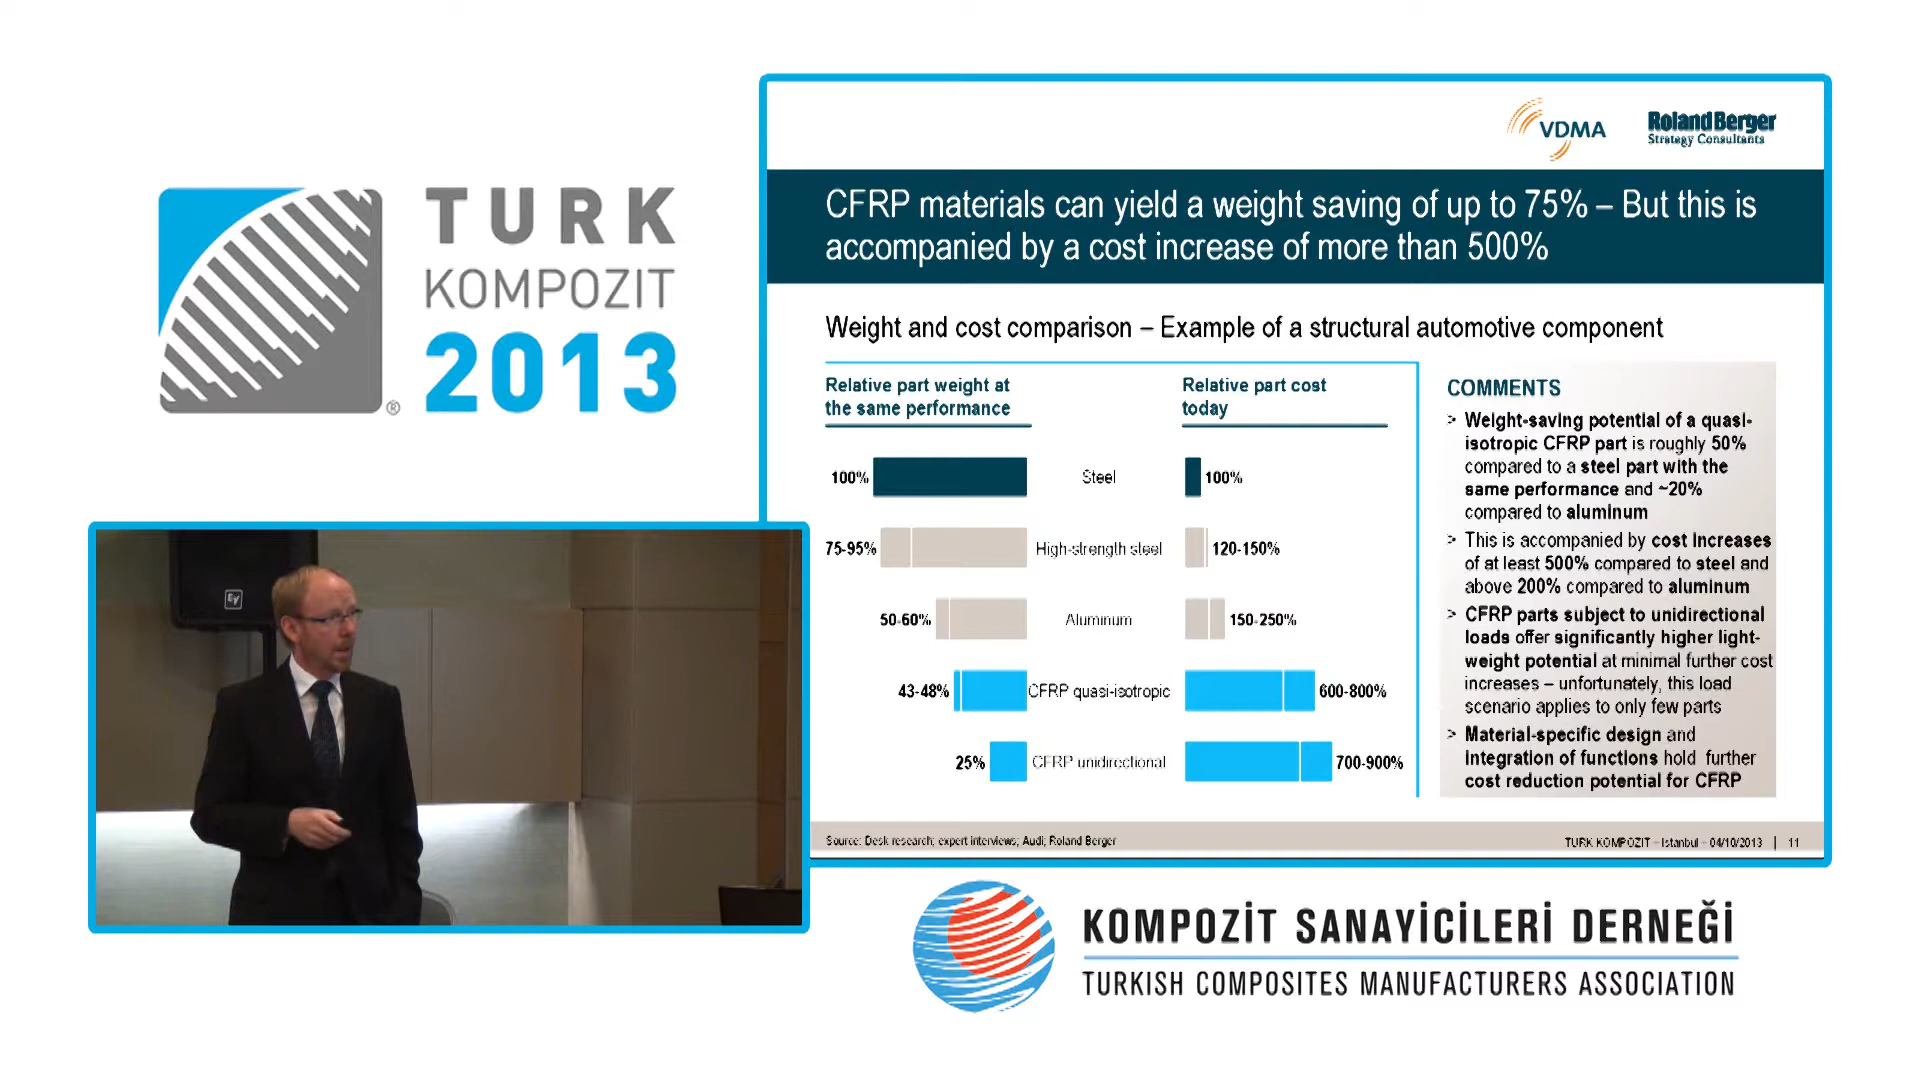 TURK
KOMPOZIT
2013
®
EV
VDMA
Roland Berger
Strategy Consultants
CFRP materials can yield a weight saving of up to 75% – But this is
accompanied by a cost increase of more than 500%
Weight and cost comparison – Example of a structural automotive component
Relative part weight at
the same performance
Relative part cost
today
100% Steel 100%
75-95% High-strength steel 120-150%
50-60% Aluminum 150-250%
43-48% CFRP quasi-isotropic 600-800%
25% CFRP unidirectional 700-900%
COMMENTS
> Weight-saving potential of a quasi-
isotropic CFRP part is roughly 50%
compared to a steel part with the
same performance and ~20%
compared to aluminum
> This is accompanied by cost increases
of at least 500% compared to steel and
above 200% compared to aluminum
> CFRP parts subject to unidirectional
loads offer significantly higher light-
weight potential at minimal further cost
increases – unfortunately, this load
scenario applies to only few parts
> Material-specific design and
integration of functions hold further
cost reduction potential for CFRP
Source: Desk research; expert interviews; Audi; Roland Berger
TURK KOMPOZIT – Istanbul – 04/10/2013 | 11
KOMPOZİT SANAYİCİLERİ DERNEĞİ
TURKISH COMPOSITES MANUFACTURERS ASSOCIATION